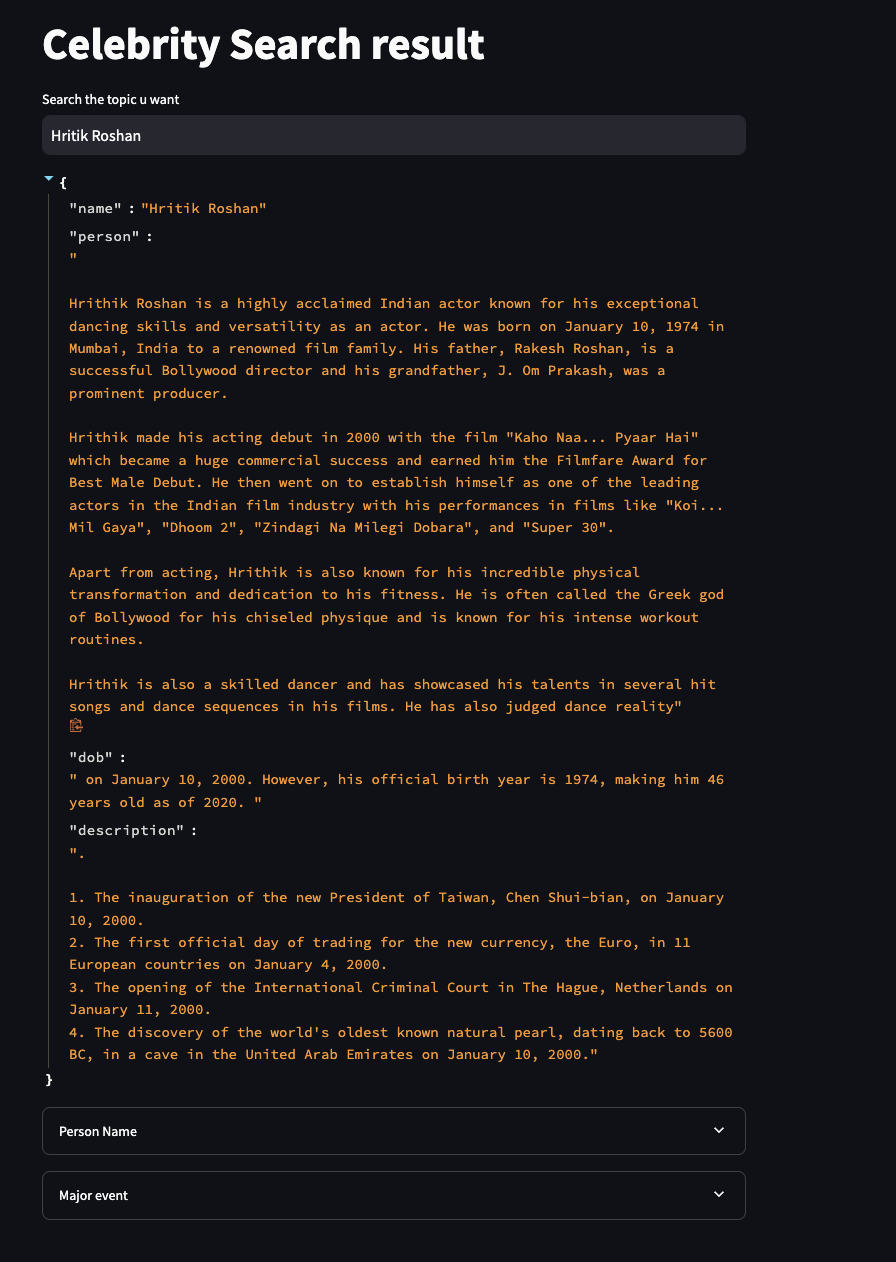 Celebrity Search result
Search the topic u want
Hritik Roshan
{
"name" : "Hritik Roshan"
"person" :
"
Hrithik Roshan is a highly acclaimed Indian actor known for his exceptional
dancing skills and versatility as an actor. He was born on January 10, 1974 in
Mumbai, India to a renowned film family. His father, Rakesh Roshan, is a
successful Bollywood director and his grandfather, J. Om Prakash, was a
prominent producer.
Hrithik made his acting debut in 2000 with the film "Kaho Naa... Pyaar Hai"
which became a huge commercial success and earned him the Filmfare Award for
Best Male Debut. He then went on to establish himself as one of the leading
actors in the Indian film industry with his performances in films like "Koi...
Mil Gaya", "Dhoom 2", "Zindagi Na Milegi Dobara", and "Super 30".
Apart from acting, Hrithik is also known for his incredible physical
transformation and dedication to his fitness. He is often called the Greek god
of Bollywood for his chiseled physique and is known for his intense workout
routines.
Hrithik is also a skilled dancer and has showcased his talents in several hit
songs and dance sequences in his films. He has also judged dance reality"
"dob" :
" on January 10, 2000. However, his official birth year is 1974, making him 46
years old as of 2020. "
"description" :
".
1. The inauguration of the new President of Taiwan, Chen Shui-bian, on January
10, 2000.
2. The first official day of trading for the new currency, the Euro, in 11
European countries on January 4, 2000.
3. The opening of the International Criminal Court in The Hague, Netherlands on
January 11, 2000.
4. The discovery of the world's oldest known natural pearl, dating back to 5600
BC, in a cave in the United Arab Emirates on January 10, 2000."
}
Person Name
Major event